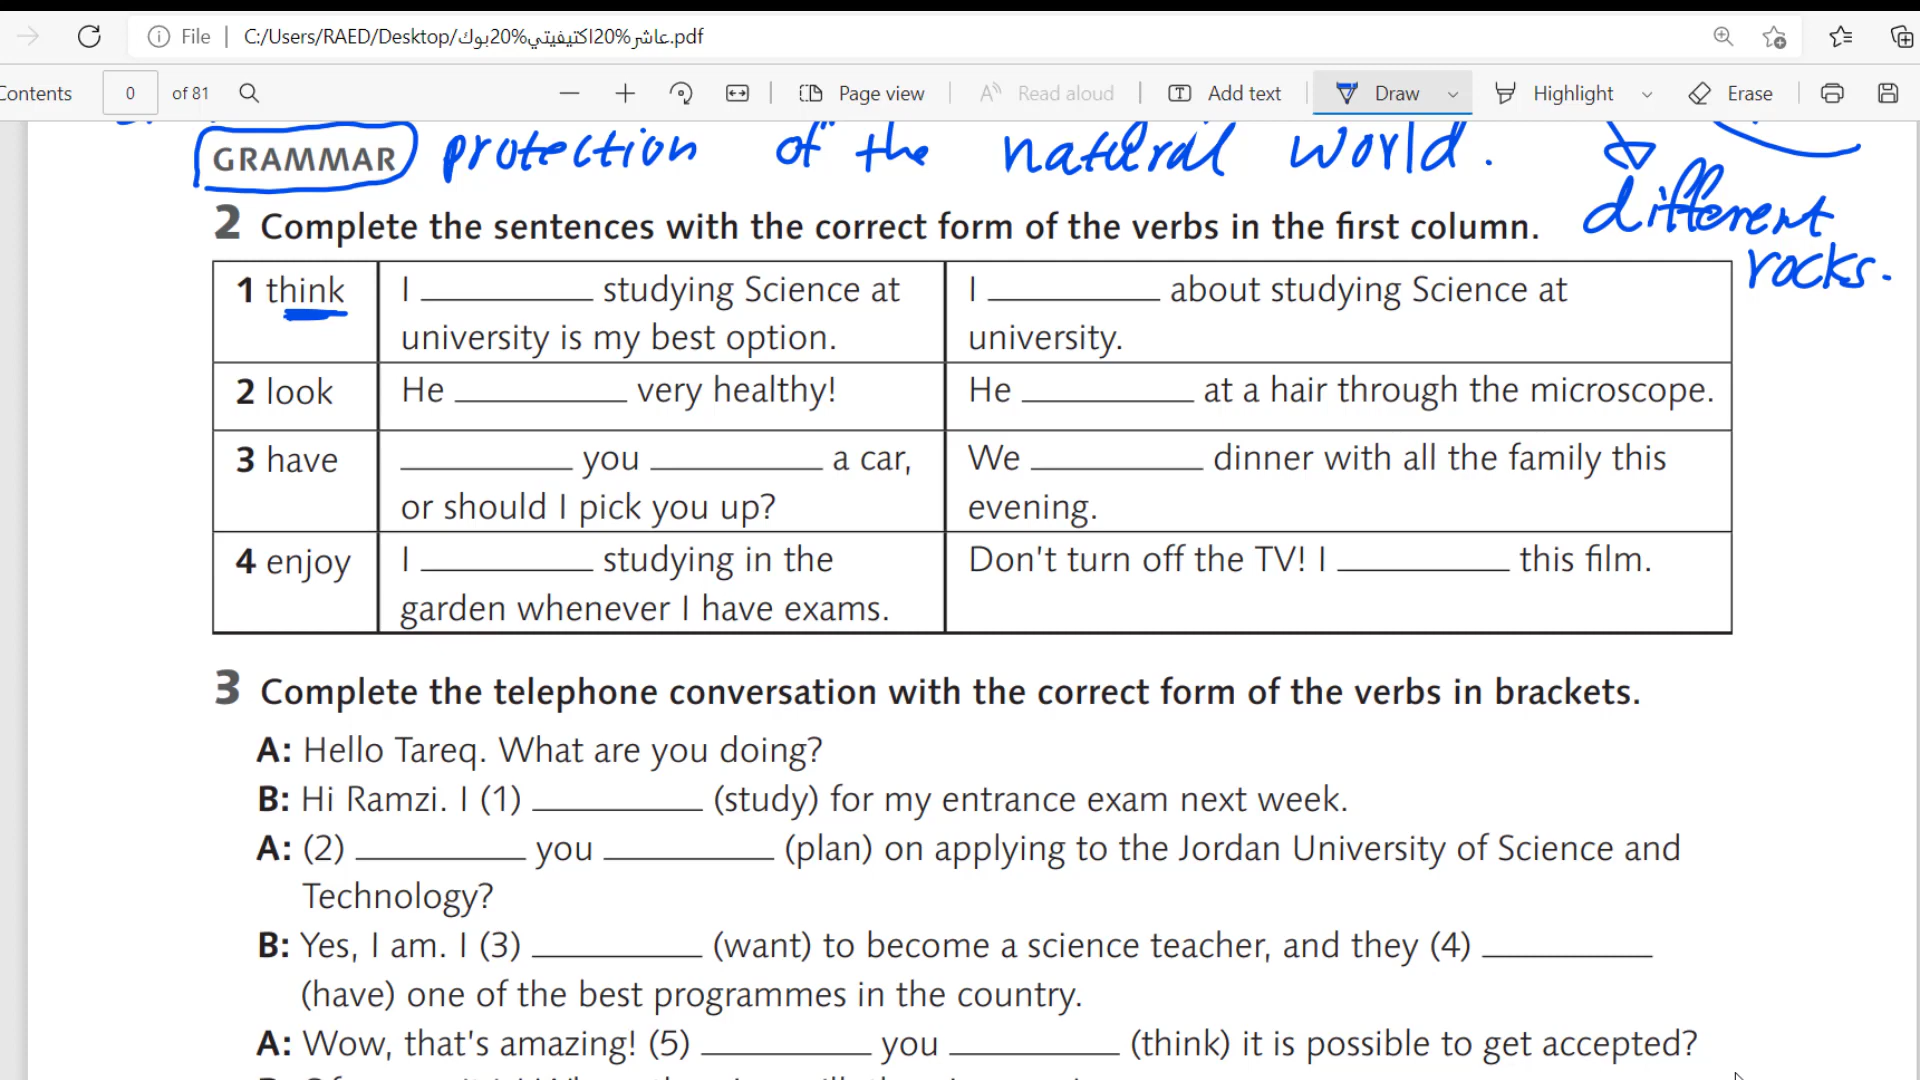 File | C:/Users/RAED/Desktop/عاشر%20اكتيفيتي%20بوك.pdf
Contents 0 of 81 Page view Read aloud Add text Draw Highlight Erase
GRAMMAR protection of the natural world.
different
rocks.
2 Complete the sentences with the correct form of the verbs in the first column.
1 think I ________ studying Science at university is my best option. I ________ about studying Science at university.
2 look He ________ very healthy! He ________ at a hair through the microscope.
3 have ________ you ________ a car, or should I pick you up? We ________ dinner with all the family this evening.
4 enjoy I ________ studying in the garden whenever I have exams. Don't turn off the TV! I ________ this film.
3 Complete the telephone conversation with the correct form of the verbs in brackets.
A: Hello Tareq. What are you doing?
B: Hi Ramzi. I (1) ________ (study) for my entrance exam next week.
A: (2) ________ you ________ (plan) on applying to the Jordan University of Science and
Technology?
B: Yes, I am. I (3) ________ (want) to become a science teacher, and they (4) ________
(have) one of the best programmes in the country.
A: Wow, that's amazing! (5) ________ you ________ (think) it is possible to get accepted?